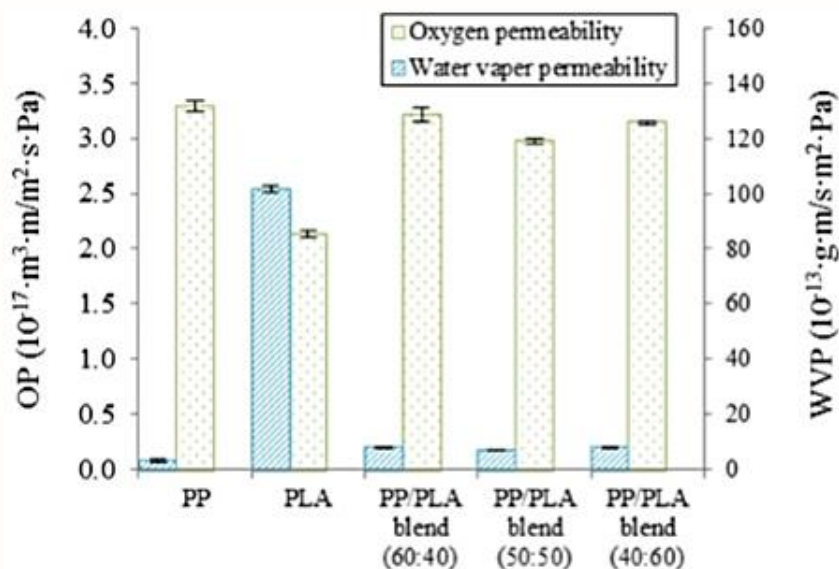 Oxygen permeability
Water vaper permeability
OP (10⁻¹⁷·m³·m/m²·s·Pa)
4.0
3.5
3.0
2.5
2.0
1.5
1.0
0.5
0.0
WVP (10⁻¹³·g·m/s·m²·Pa)
160
140
120
100
80
60
40
20
0
PP
PLA
PP/PLA
blend
(60:40)
PP/PLA
blend
(50:50)
PP/PLA
blend
(40:60)